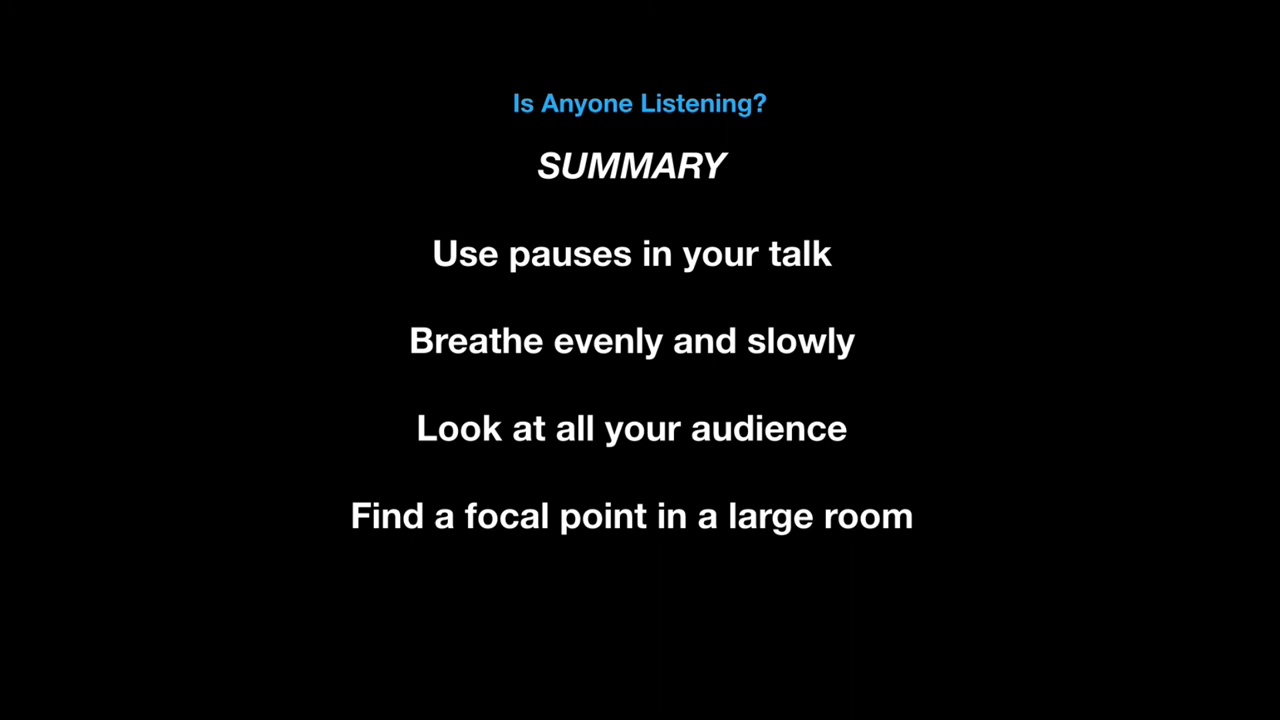 Is Anyone Listening?
SUMMARY
Use pauses in your talk
Breathe evenly and slowly
Look at all your audience
Find a focal point in a large room